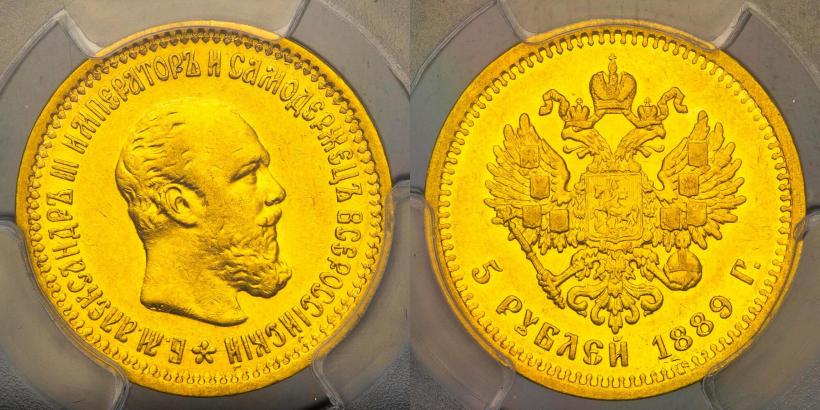 Б. М. АЛЕКСАНДРЪ III ИМПЕРАТОРЪ И САМОДЕРЖЕЦЪ ВСЕРОССІЙСКІЙ
5 РУБЛЕЙ 1889 Г.